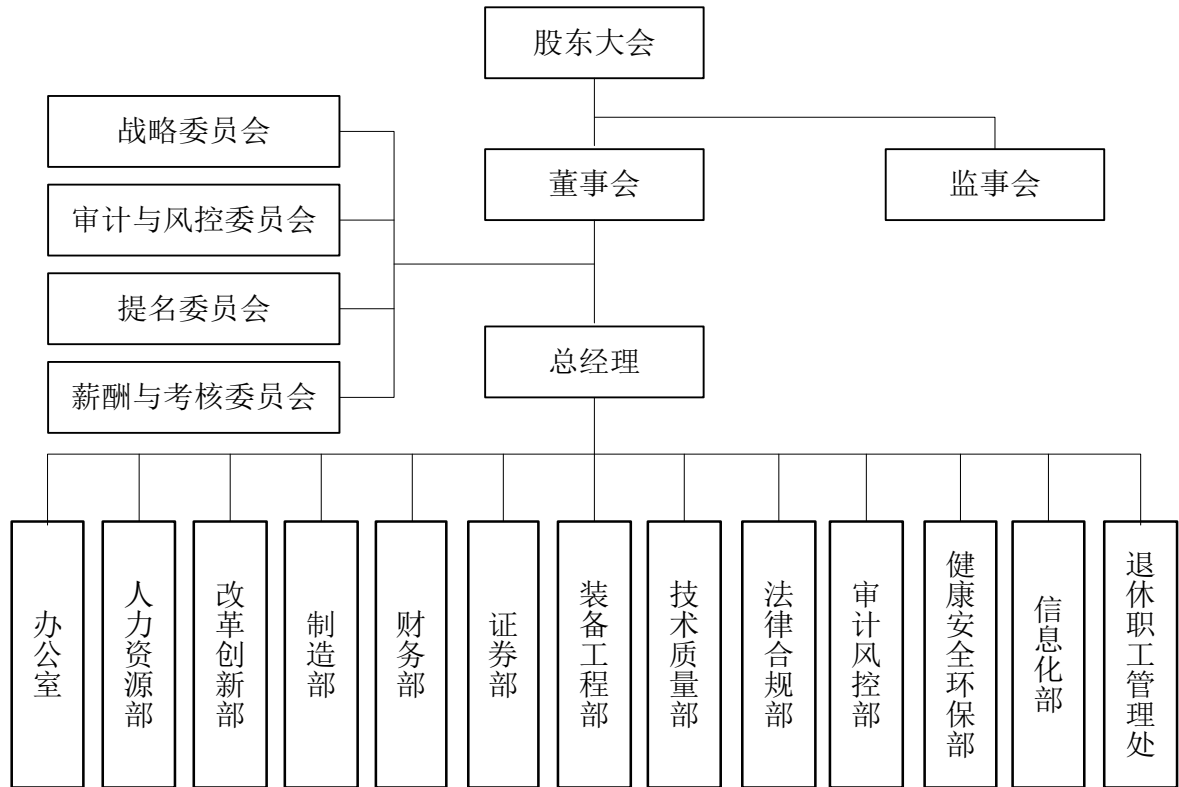 股东大会
战略委员会
董事会
监事会
审计与风控委员会
提名委员会
总经理
薪酬与考核委员会
办公室
人力资源部
改革创新部
制造部
财务部
证券部
装备工程部
技术质量部
法律合规部
审计风控部
健康安全环保部
信息化部
退休职工管理处